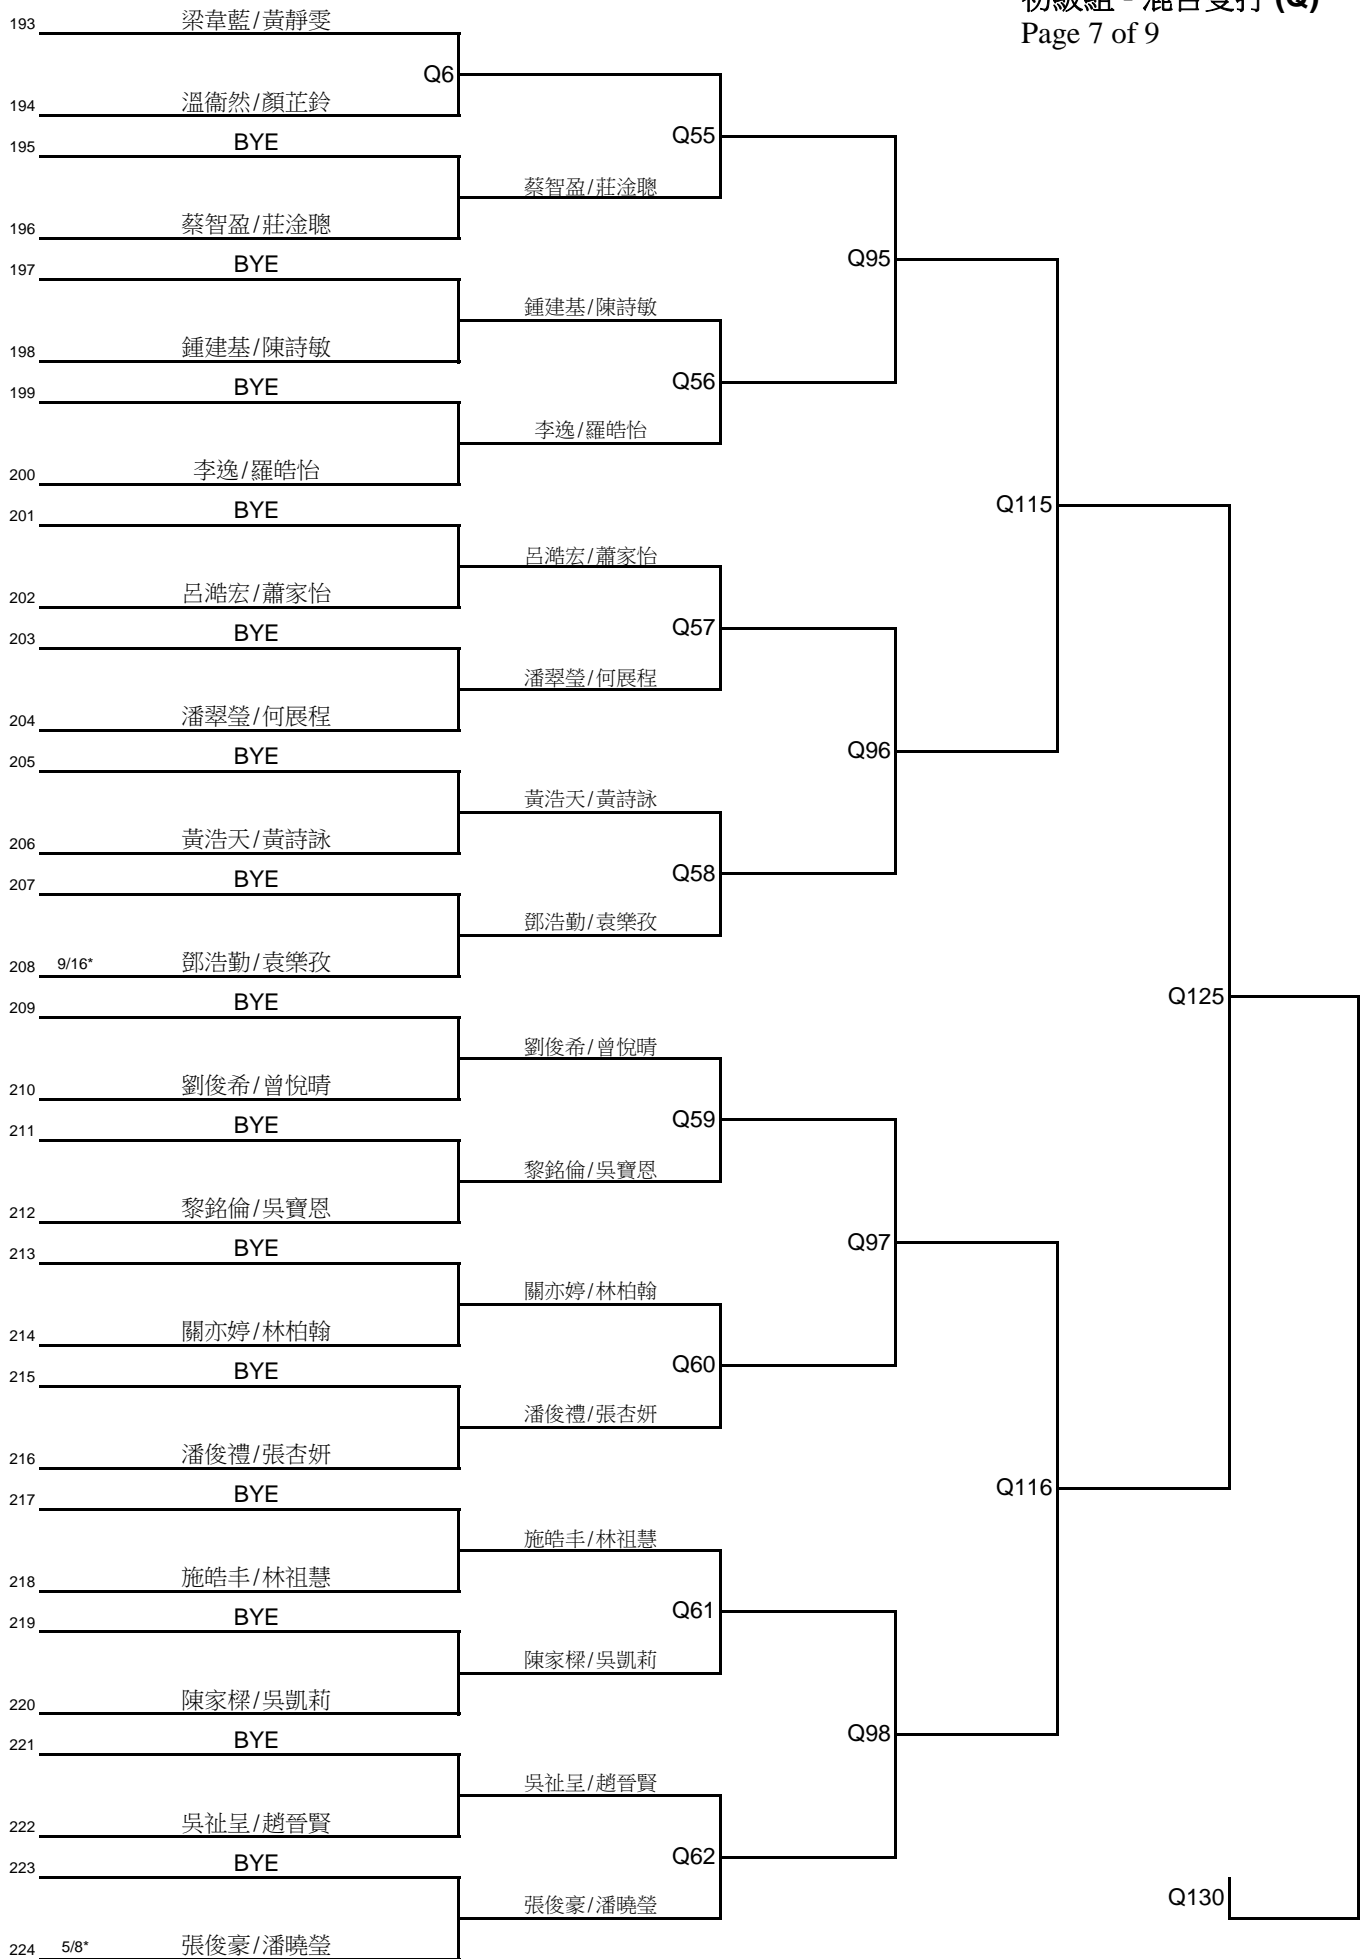 初級組 - 混合雙打 (Q)
Page 7 of 9
193 梁韋藍/黃靜雯
Q6
194 溫衞然/顏芷鈴
195 BYE
Q55
蔡智盈/莊淦聰
196 蔡智盈/莊淦聰
197 BYE
Q95
鍾建基/陳詩敏
198 鍾建基/陳詩敏
199 BYE
Q56
李逸/羅皓怡
200 李逸/羅皓怡
201 BYE
Q115
呂澔宏/蕭家怡
202 呂澔宏/蕭家怡
203 BYE
Q57
潘翠瑩/何展程
204 潘翠瑩/何展程
205 BYE
Q96
黃浩天/黃詩詠
206 黃浩天/黃詩詠
207 BYE
Q58
鄧浩勤/袁樂孜
208 9/16* 鄧浩勤/袁樂孜
209 BYE
Q125
劉俊希/曾悅晴
210 劉俊希/曾悅晴
211 BYE
Q59
黎銘倫/吳寶恩
212 黎銘倫/吳寶恩
213 BYE
Q97
關亦婷/林柏翰
214 關亦婷/林柏翰
215 BYE
Q60
潘俊禮/張杏妍
216 潘俊禮/張杏妍
217 BYE
Q116
施皓丰/林祖慧
218 施皓丰/林祖慧
219 BYE
Q61
陳家樑/吳凱莉
220 陳家樑/吳凱莉
221 BYE
Q98
吳祉呈/趙晉賢
222 吳祉呈/趙晉賢
223 BYE
Q62
Q130
張俊豪/潘曉瑩
224 5/8* 張俊豪/潘曉瑩